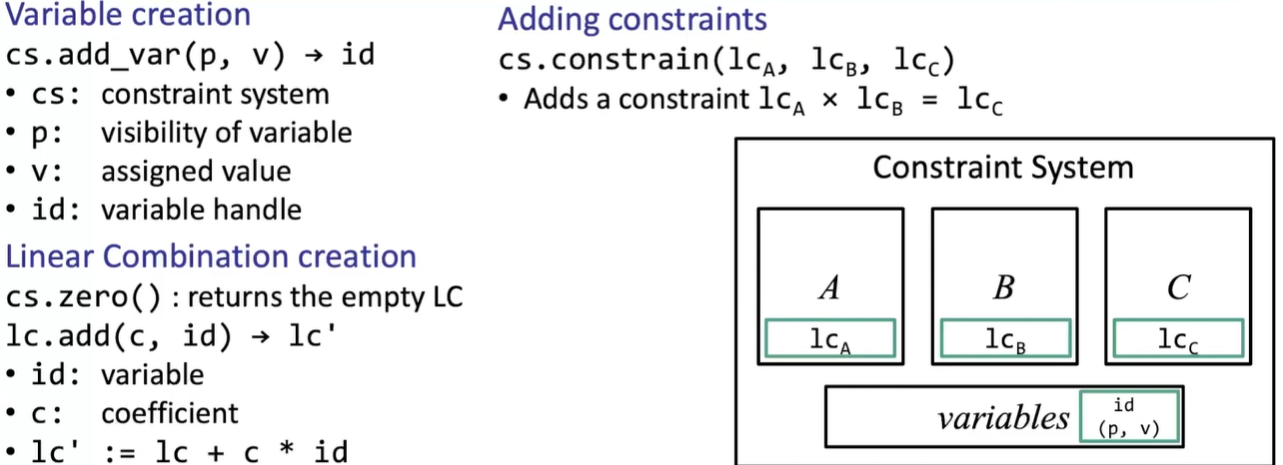 Variable creation
cs.add_var(p, v) → id
• cs: constraint system
• p: visibility of variable
• v: assigned value
• id: variable handle
Linear Combination creation
cs.zero() : returns the empty LC
lc.add(c, id) → lc'
• id: variable
• c: coefficient
• lc' := lc + c * id
Adding constraints
cs.constrain(lc_A, lc_B, lc_C)
• Adds a constraint lc_A × lc_B = lc_C
Constraint System
A B C
lc_A lc_B lc_C
variables id
(p, v)